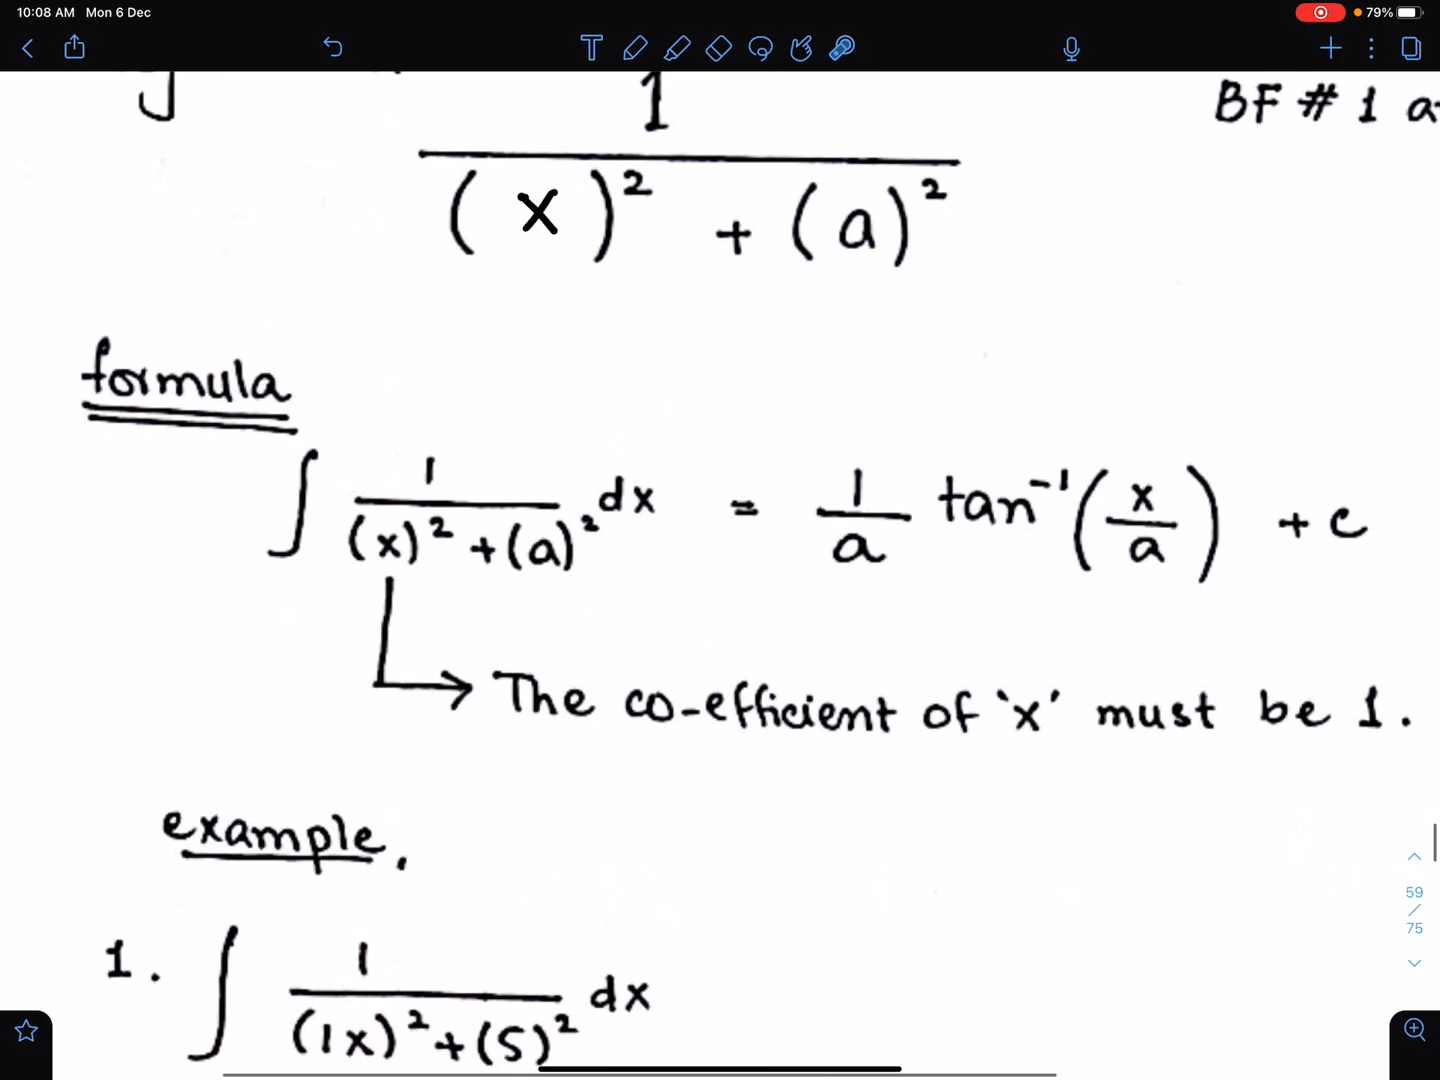 10:08 AM Mon 6 Dec
79%
T
1
BF # 1 a
( x )² + (a)²
formula
∫ 1 / (x)² + (a)² dx = 1/a tan⁻¹ (x/a) + c
The co-efficient of 'x' must be 1.
example.
59
/
75
1. ∫ 1 / (1x)² + (5)² dx